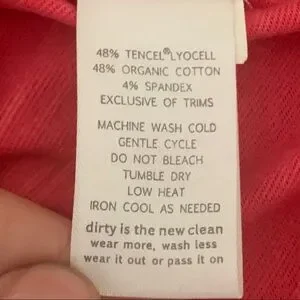 48% TENCEL®LYOCELL
48% ORGANIC COTTON
4% SPANDEX
EXCLUSIVE OF TRIMS
MACHINE WASH COLD
GENTLE CYCLE
DO NOT BLEACH
TUMBLE DRY
LOW HEAT
IRON COOL AS NEEDED
dirty is the new clean
wear more, wash less
wear it out or pass it on